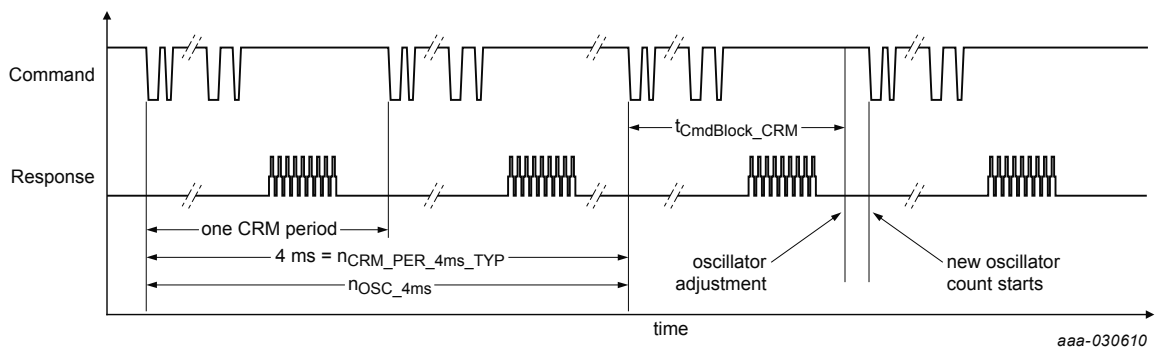 Command
tCmdBlock_CRM
Response
one CRM period
4 ms = nCRM_PER_4ms_TYP
nOSC_4ms
oscillator
adjustment
new oscillator
count starts
time
aaa-030610